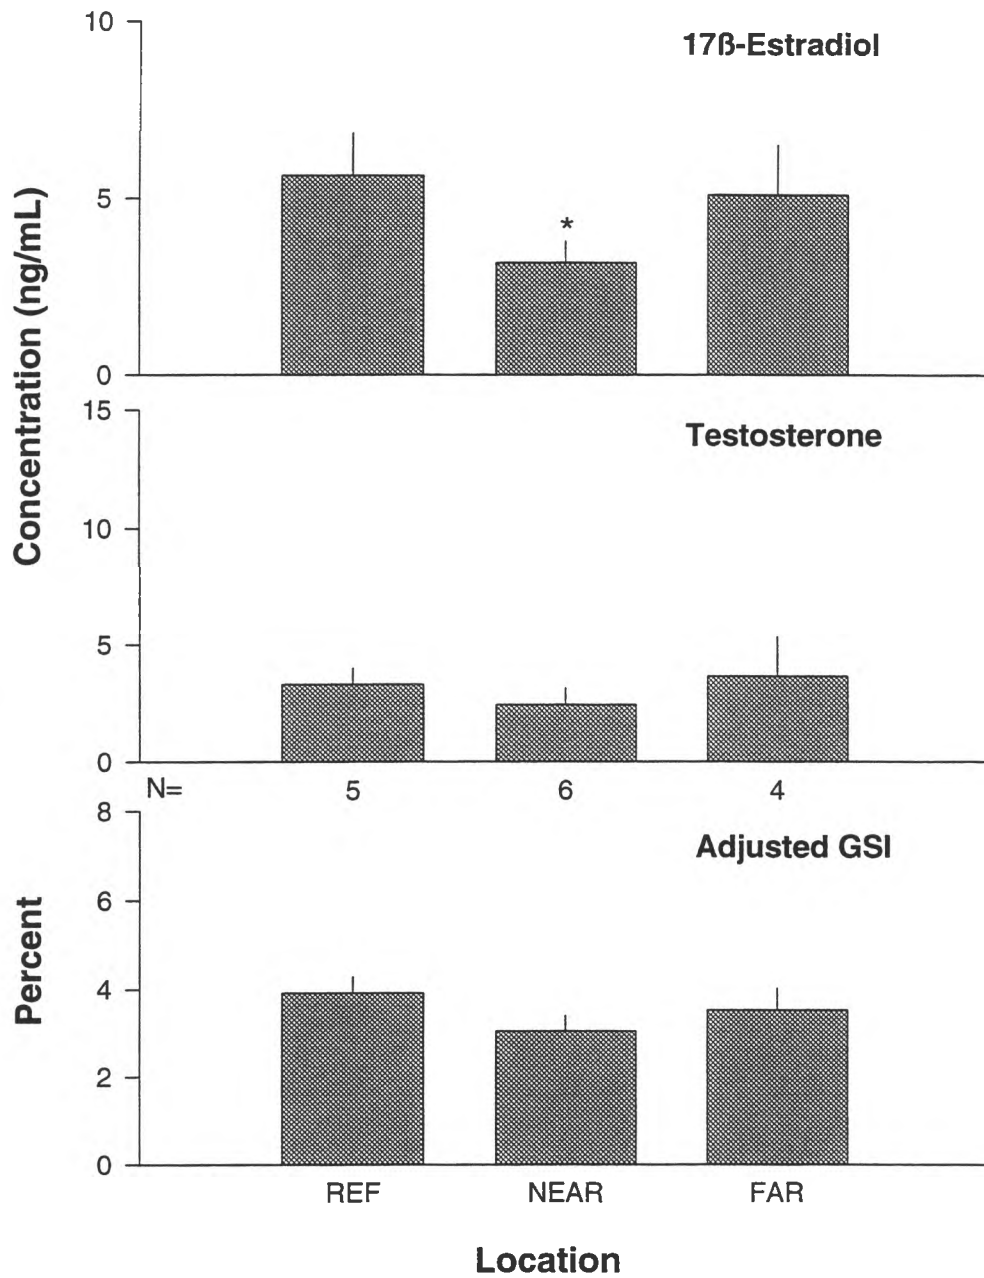 10
17ß-Estradiol
5
*
0
Concentration (ng/mL)
15
Testosterone
10
5
0
N= 5 6 4
8
Adjusted GSI
6
Percent
4
2
0
REF NEAR FAR
Location